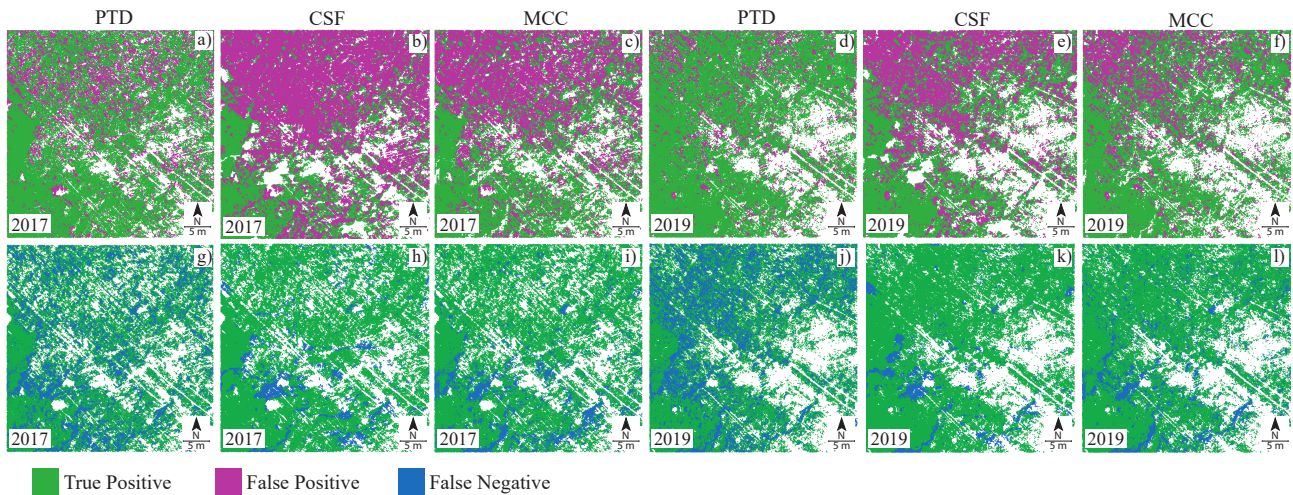 PTD CSF MCC PTD CSF MCC
a) b) c) d) e) f)
2017 2017 2017 2019 2019 2019
N N N N N N
5 m 5 m 5 m 5 m 5 m 5 m
g) h) i) j) k) l)
2017 2017 2017 2019 2019 2019
N N N N N N
5 m 5 m 5 m 5 m 5 m 5 m
True Positive False Positive False Negative